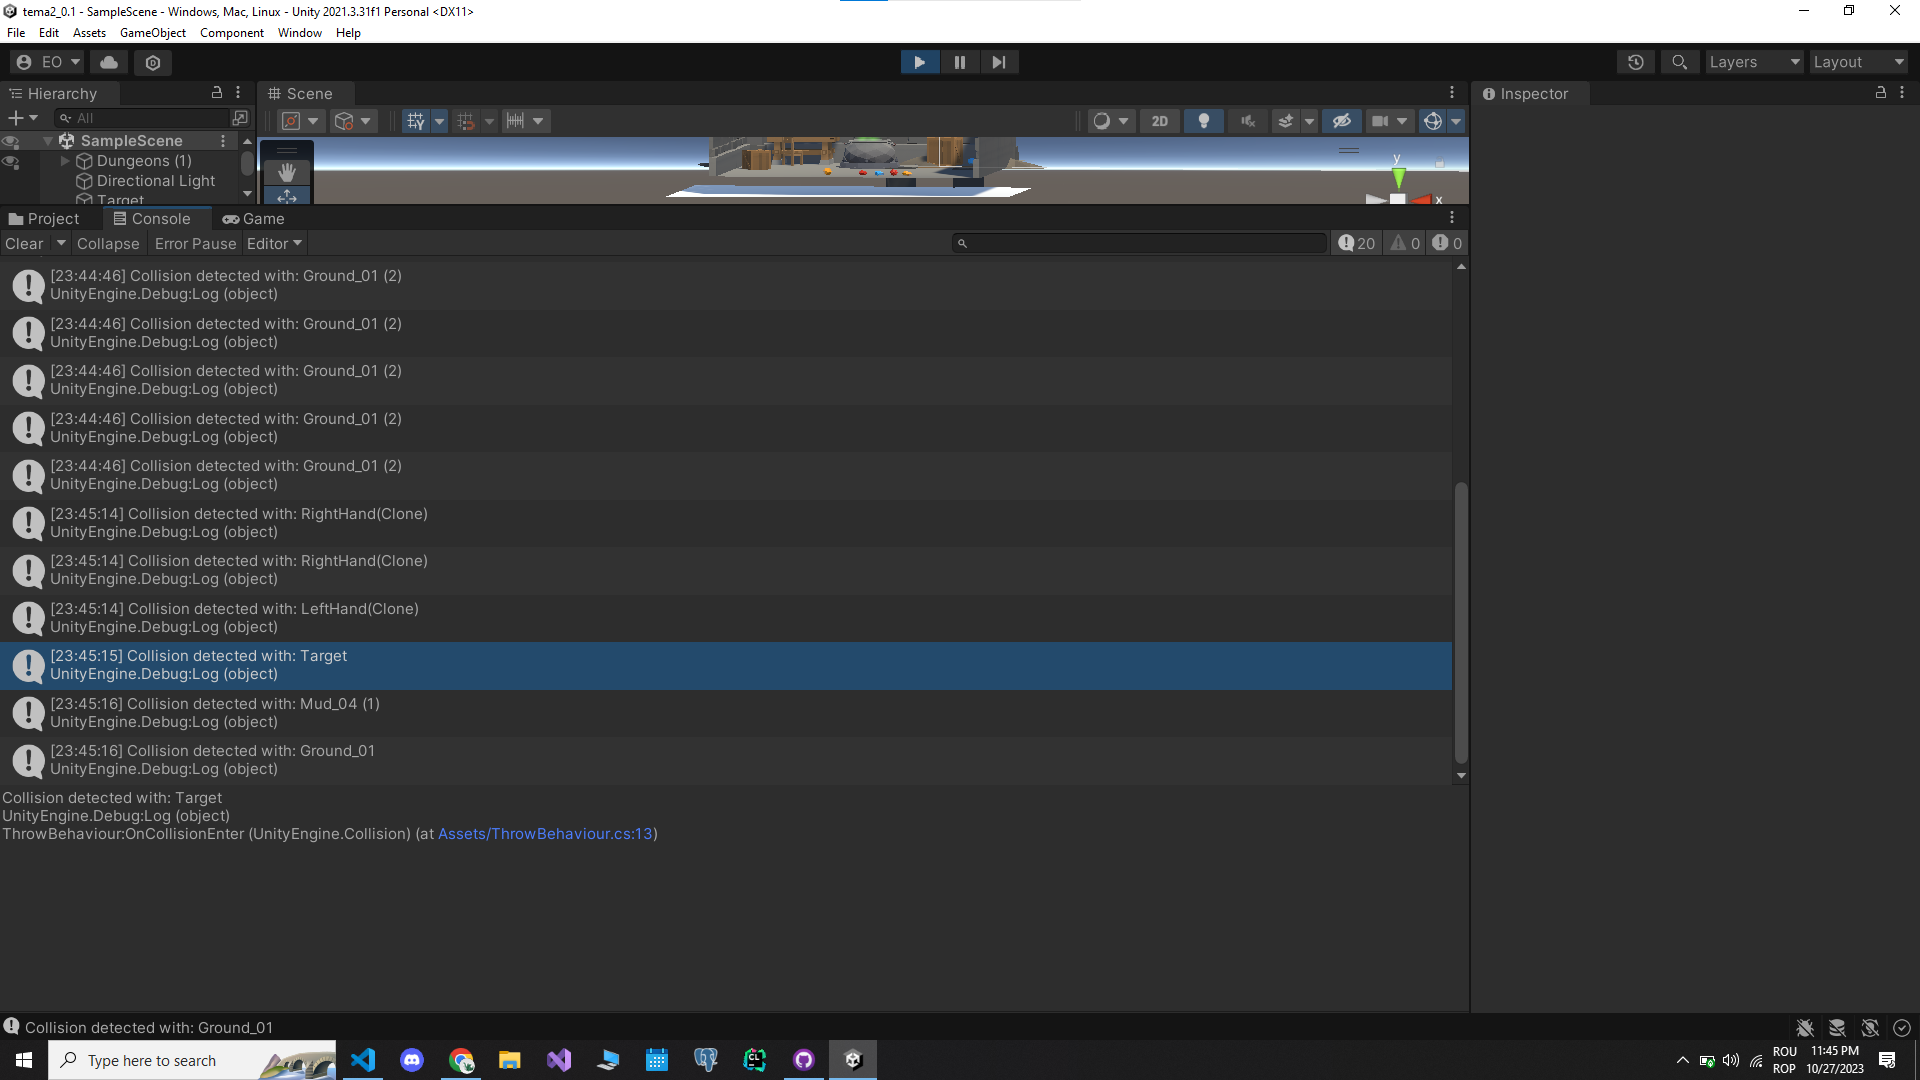 tema2_0.1 - SampleScene - Windows, Mac, Linux - Unity 2021.3.31f1 Personal <DX11>
File Edit Assets GameObject Component Window Help
EO
Layers
Layout
Hierarchy
Scene
Inspector
All
2D
SampleScene
Dungeons (1)
Directional Light
Target
y
x
Project
Console
Game
Clear
Collapse
Error Pause
Editor
20
0
0
[23:44:46] Collision detected with: Ground_01 (2)
UnityEngine.Debug:Log (object)
[23:44:46] Collision detected with: Ground_01 (2)
UnityEngine.Debug:Log (object)
[23:44:46] Collision detected with: Ground_01 (2)
UnityEngine.Debug:Log (object)
[23:44:46] Collision detected with: Ground_01 (2)
UnityEngine.Debug:Log (object)
[23:44:46] Collision detected with: Ground_01 (2)
UnityEngine.Debug:Log (object)
[23:45:14] Collision detected with: RightHand(Clone)
UnityEngine.Debug:Log (object)
[23:45:14] Collision detected with: RightHand(Clone)
UnityEngine.Debug:Log (object)
[23:45:14] Collision detected with: LeftHand(Clone)
UnityEngine.Debug:Log (object)
[23:45:15] Collision detected with: Target
UnityEngine.Debug:Log (object)
[23:45:16] Collision detected with: Mud_04 (1)
UnityEngine.Debug:Log (object)
[23:45:16] Collision detected with: Ground_01
UnityEngine.Debug:Log (object)
Collision detected with: Target
UnityEngine.Debug:Log (object)
ThrowBehaviour:OnCollisionEnter (UnityEngine.Collision) (at Assets/ThrowBehaviour.cs:13)
Collision detected with: Ground_01
Type here to search
CL
ROU
ROP
11:45 PM
10/27/2023